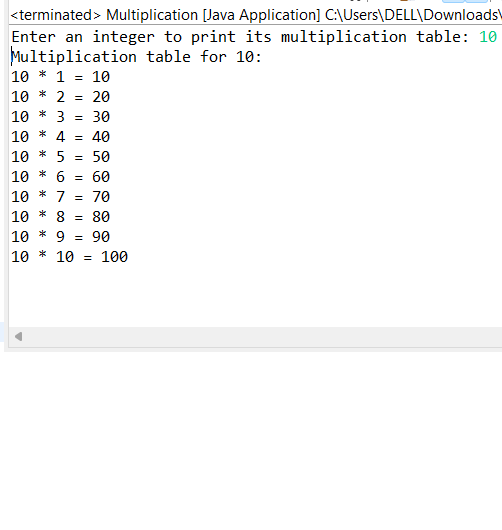 <terminated> Multiplication [Java Application] C:\Users\DELL\Downloads\
Enter an integer to print its multiplication table: 10
Multiplication table for 10:
10 * 1 = 10
10 * 2 = 20
10 * 3 = 30
10 * 4 = 40
10 * 5 = 50
10 * 6 = 60
10 * 7 = 70
10 * 8 = 80
10 * 9 = 90
10 * 10 = 100